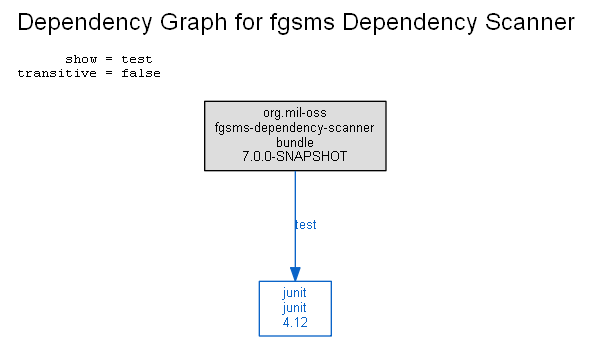 Dependency Graph for fgsms Dependency Scanner
show = test
transitive = false
org.mil-oss
fgsms-dependency-scanner
bundle
7.0.0-SNAPSHOT
test
junit
junit
4.12